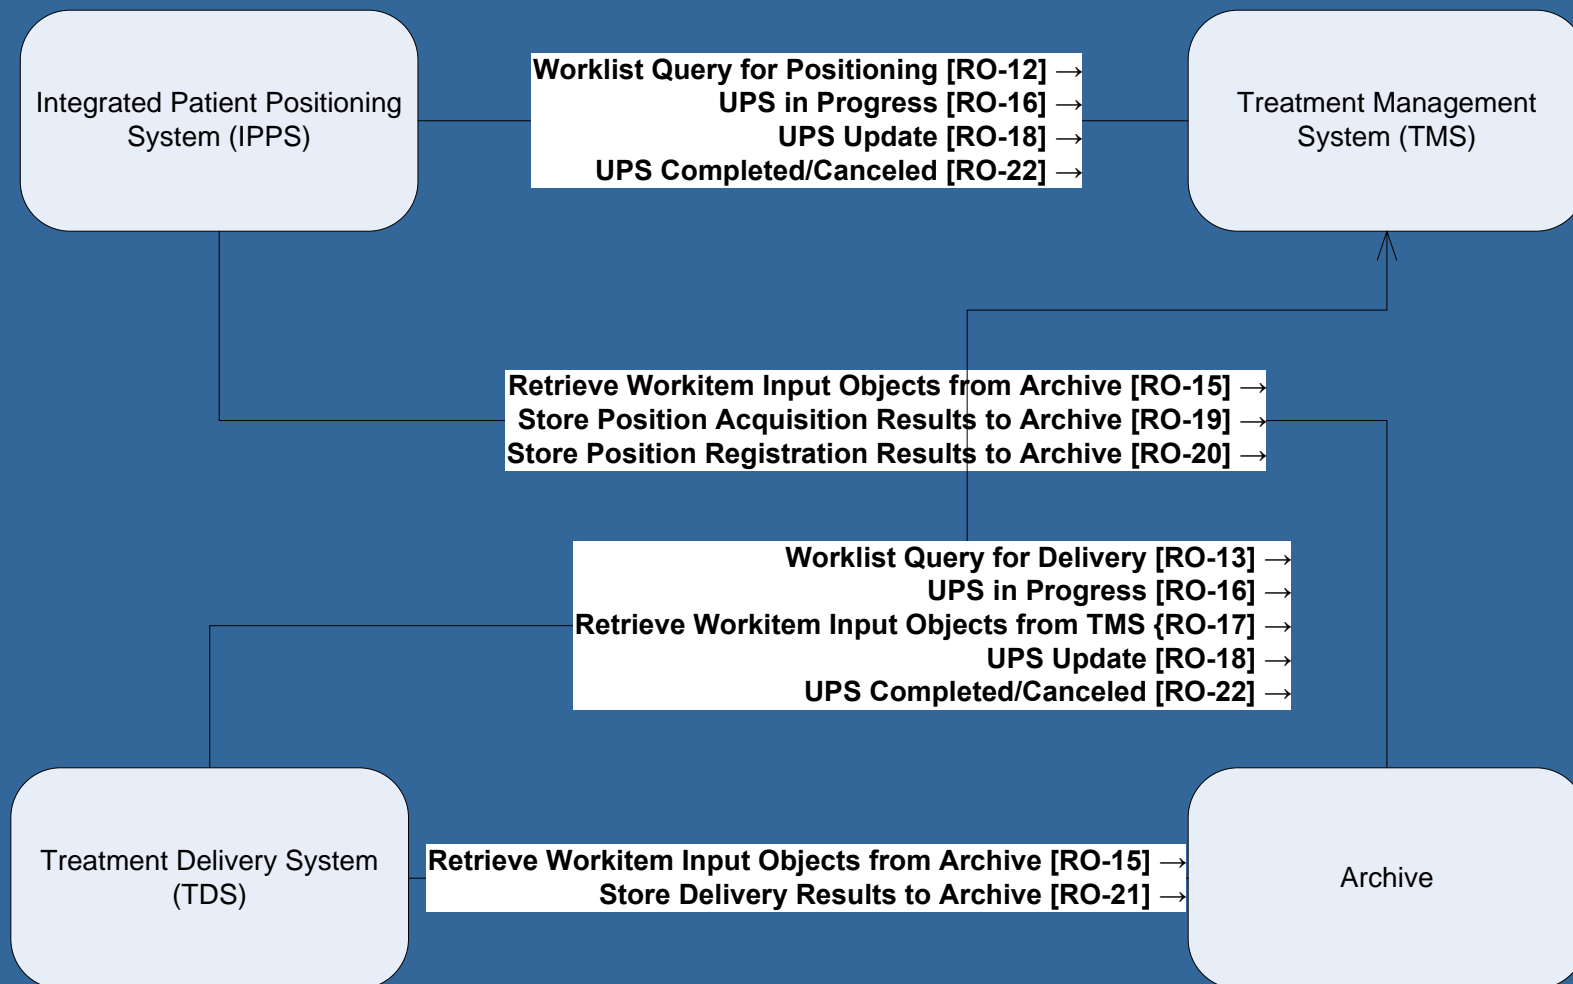 Integrated Patient Positioning
System (IPPS)
Worklist Query for Positioning [RO-12] →
UPS in Progress [RO-16] →
UPS Update [RO-18] →
UPS Completed/Canceled [RO-22] →
Treatment Management
System (TMS)
Retrieve Workitem Input Objects from Archive [RO-15] →
Store Position Acquisition Results to Archive [RO-19] →
Store Position Registration Results to Archive [RO-20] →
Worklist Query for Delivery [RO-13] →
UPS in Progress [RO-16] →
Retrieve Workitem Input Objects from TMS {RO-17] →
UPS Update [RO-18] →
UPS Completed/Canceled [RO-22] →
Treatment Delivery System
(TDS)
Retrieve Workitem Input Objects from Archive [RO-15] →
Store Delivery Results to Archive [RO-21] →
Archive